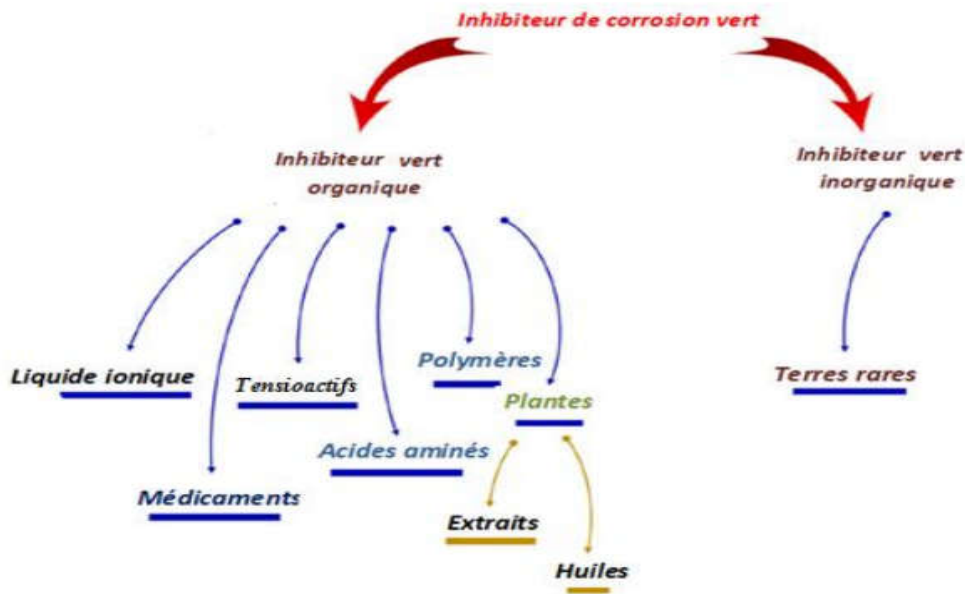 Inhibiteur de corrosion vert
Inhibiteur vert
organique
Inhibiteur vert
inorganique
Liquide ionique
Tensioactifs
Polymères
Plantes
Terres rares
Acides aminés
Médicaments
Extraits
Huiles